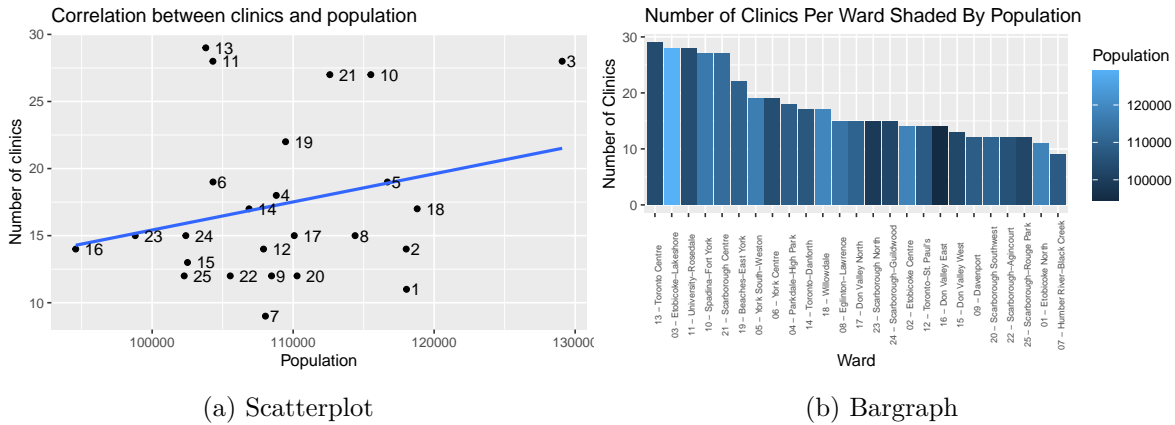 Correlation between clinics and population
30
25
20
15
10
Number of clinics
13
11
3
21
10
19
6
4
5
14
18
16
23
24
12
17
8
2
15
25
22
9
20
1
7
100000
110000
120000
130000
Population
(a) Scatterplot
Number of Clinics Per Ward Shaded By Population
30
20
10
0
Number of Clinics
13 − Toronto Centre
03 − Etobicoke−Lakeshore
11 − University−Rosedale
10 − Spadina−Fort York
21 − Scarborough Centre
19 − Beaches−East York
05 − York South−Weston
06 − York Centre
04 − Parkdale−High Park
14 − Toronto−Danforth
18 − Willowdale
08 − Eglinton−Lawrence
17 − Don Valley North
23 − Scarborough North
24 − Scarborough−Guildwood
02 − Etobicoke Centre
12 − Toronto−St. Paul's
16 − Don Valley East
15 − Don Valley West
09 − Davenport
20 − Scarborough Southwest
22 − Scarborough−Agincourt
25 − Scarborough−Rouge Park
01 − Etobicoke North
07 − Humber River−Black Creek
Ward
Population
120000
110000
100000
(b) Bargraph